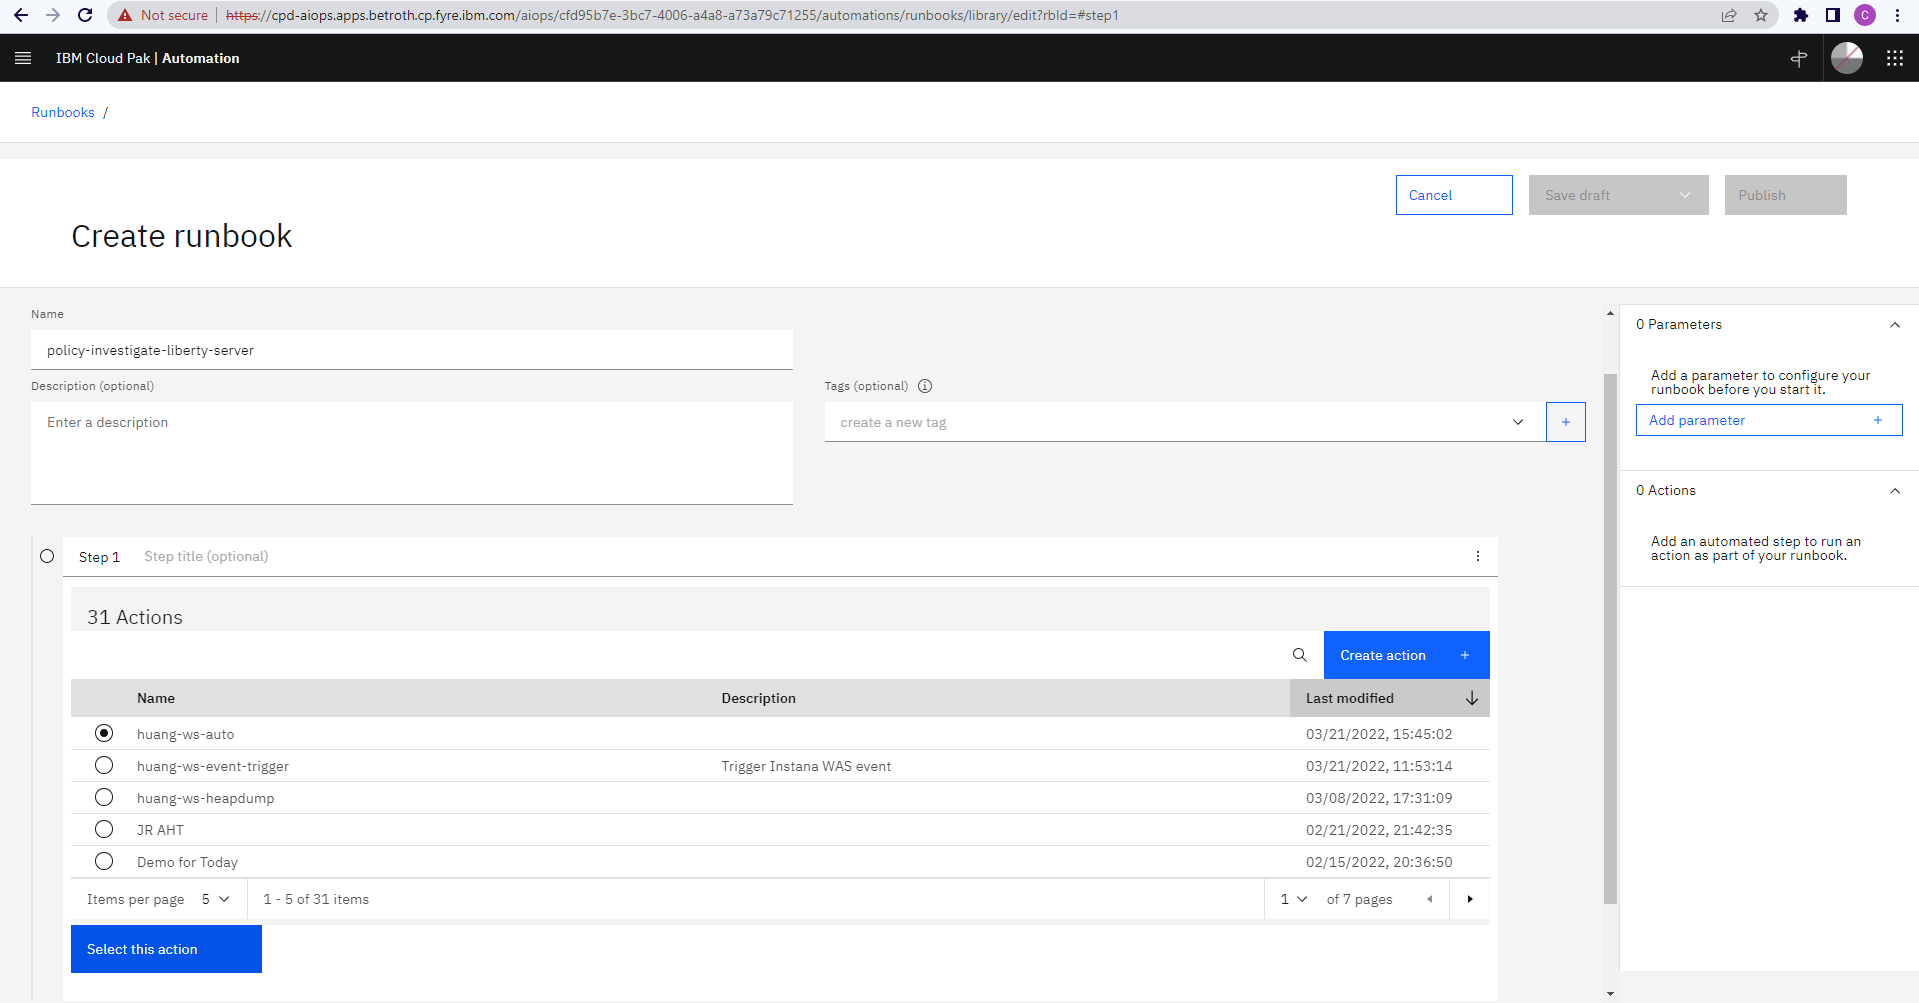 Not secure | https://cpd-aiops.apps.betroth.cp.fyre.ibm.com/aiops/cfd95b7e-3bc7-4006-a4a8-a73a79c71255/automations/runbooks/library/edit?rbId=#step1
C
IBM Cloud Pak | Automation
Runbooks /
Cancel
Save draft
Publish
Create runbook
Name
policy-investigate-liberty-server
Description (optional)
Enter a description
Tags (optional)
create a new tag
+
0 Parameters
Add a parameter to configure your
runbook before you start it.
Add parameter +
0 Actions
Add an automated step to run an
action as part of your runbook.
Step 1 Step title (optional)
31 Actions
Create action +
Name Description Last modified
huang-ws-auto 03/21/2022, 15:45:02
huang-ws-event-trigger Trigger Instana WAS event 03/21/2022, 11:53:14
huang-ws-heapdump 03/08/2022, 17:31:09
JR AHT 02/21/2022, 21:42:35
Demo for Today 02/15/2022, 20:36:50
Items per page 5 1 - 5 of 31 items 1 of 7 pages
Select this action